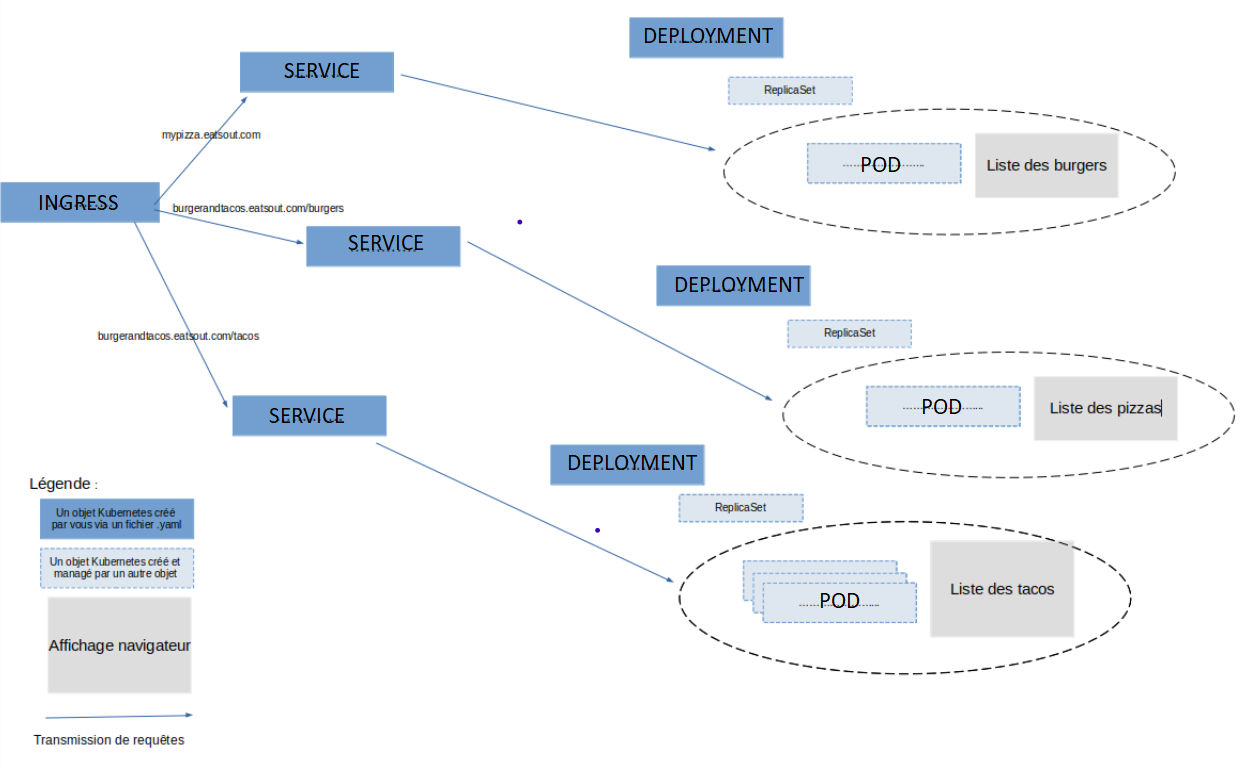 DEPLOYMENT
SERVICE
ReplicaSet
mypizza.eatsout.com
POD
Liste des burgers
INGRESS
burgerandtacos.eatsout.com/burgers
SERVICE
DEPLOYMENT
ReplicaSet
burgerandtacos.eatsout.com/tacos
POD
Liste des pizzas
SERVICE
DEPLOYMENT
ReplicaSet
POD
Liste des tacos
Légende :
Un objet Kubernetes créé
par vous via un fichier .yaml
Un objet Kubernetes créé et
managé par un autre objet
Affichage navigateur
Transmission de requêtes